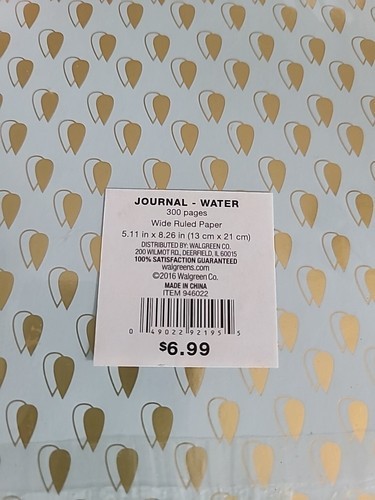 JOURNAL - WATER
300 pages
Wide Ruled Paper
5.11 in x 8.26 in (13 cm x 21 cm)
DISTRIBUTED BY: WALGREEN CO.
200 WILMOT RD., DEERFIELD, IL 60015
100% SATISFACTION GUARANTEED
walgreens.com
©2016 Walgreen Co.
MADE IN CHINA
ITEM 946022
0 49022 92195 5
$6.99